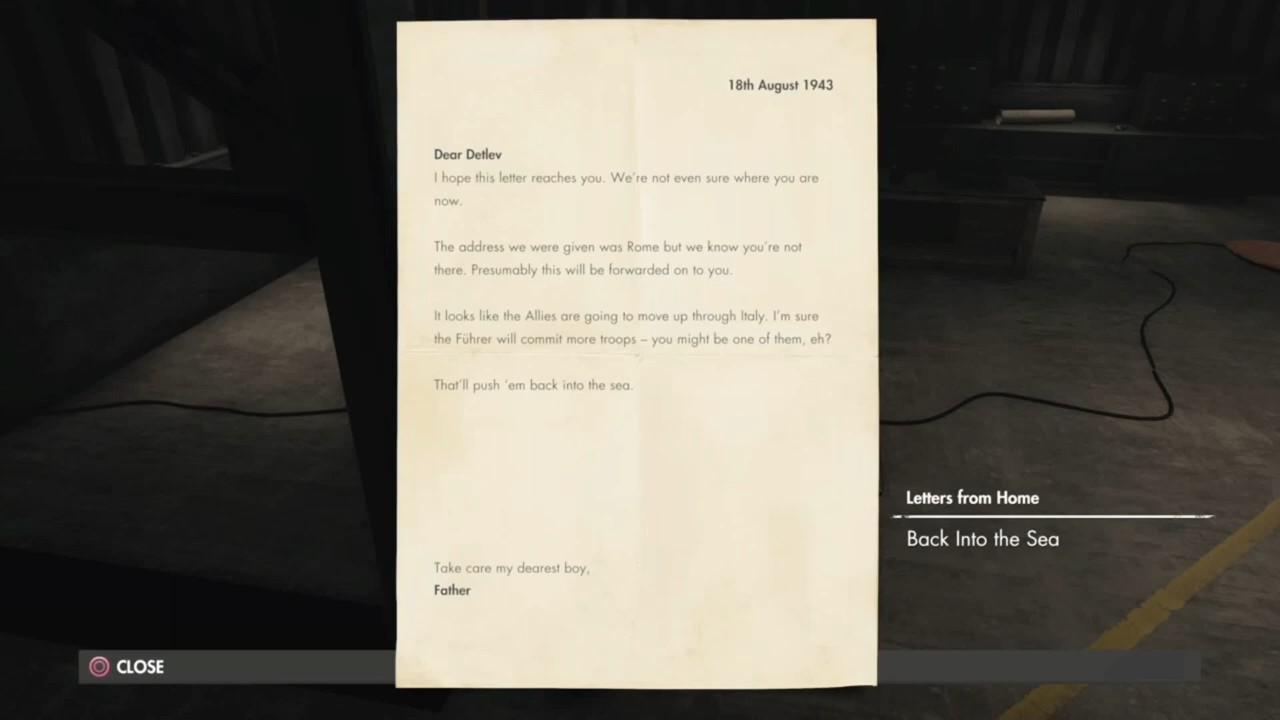 18th August 1943
Dear Detlev
I hope this letter reaches you. We're not even sure where you are
now.
The address we were given was Rome but we know you're not
there. Presumably this will be forwarded on to you.
It looks like the Allies are going to move up through Italy. I'm sure
the Führer will commit more troops – you might be one of them, eh?
That'll push 'em back into the sea.
Take care my dearest boy,
Father
Letters from Home
Back Into the Sea
CLOSE